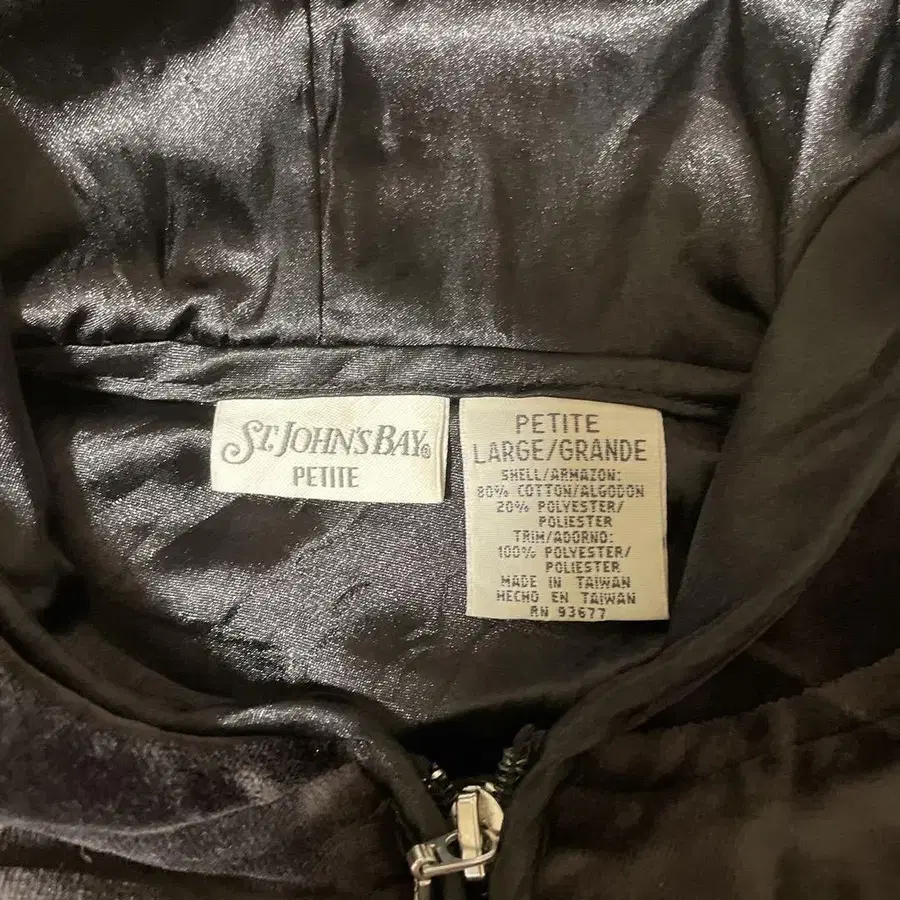 ST. JOHN'S BAY®
PETITE
PETITE
LARGE/GRANDE
SHELL/ARMAZON:
80% COTTON/ALGODON
20% POLYESTER/
POLIESTER
TRIM/ADORNO:
100% POLYESTER/
POLIESTER
MADE IN TAIWAN
HECHO EN TAIWAN
RN 93677